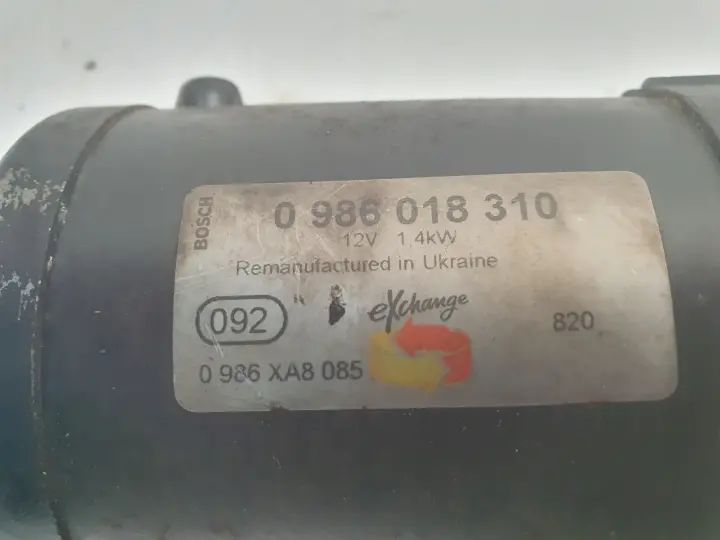 BOSCH
0 986 018 310
12V 1,4kW
Remanufactured in Ukraine
092
eXchange
820
0 986 XA8 085